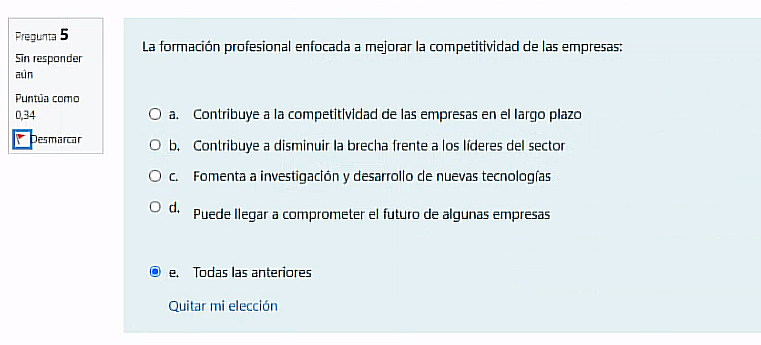 Pregunta 5
Sin responder
aún
Puntúa como
0,34
Desmarcar
La formación profesional enfocada a mejorar la competitividad de las empresas:
a. Contribuye a la competitividad de las empresas en el largo plazo
b. Contribuye a disminuir la brecha frente a los líderes del sector
c. Fomenta a investigación y desarrollo de nuevas tecnologías
d. Puede llegar a comprometer el futuro de algunas empresas
e. Todas las anteriores
Quitar mi elección